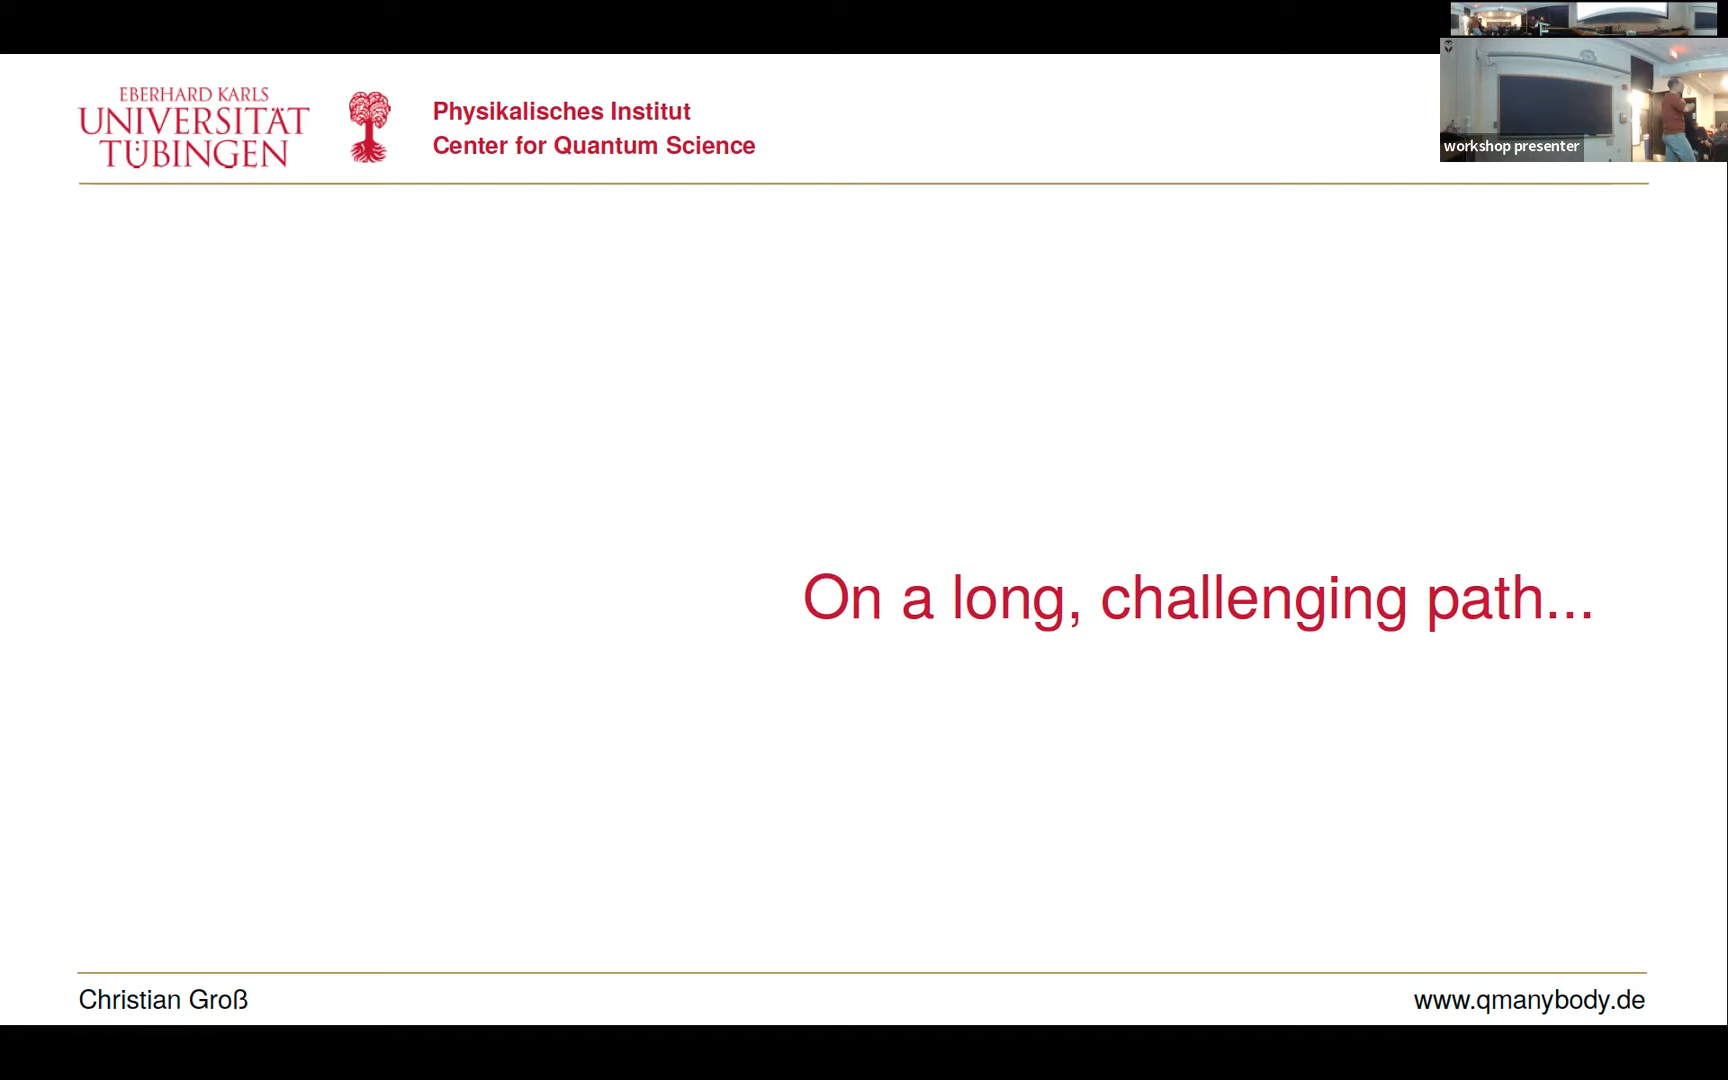 EBERHARD KARLS
UNIVERSITÄT
TÜBINGEN
Physikalisches Institut
Center for Quantum Science
workshop presenter
On a long, challenging path...
Christian Groß
www.qmanybody.de